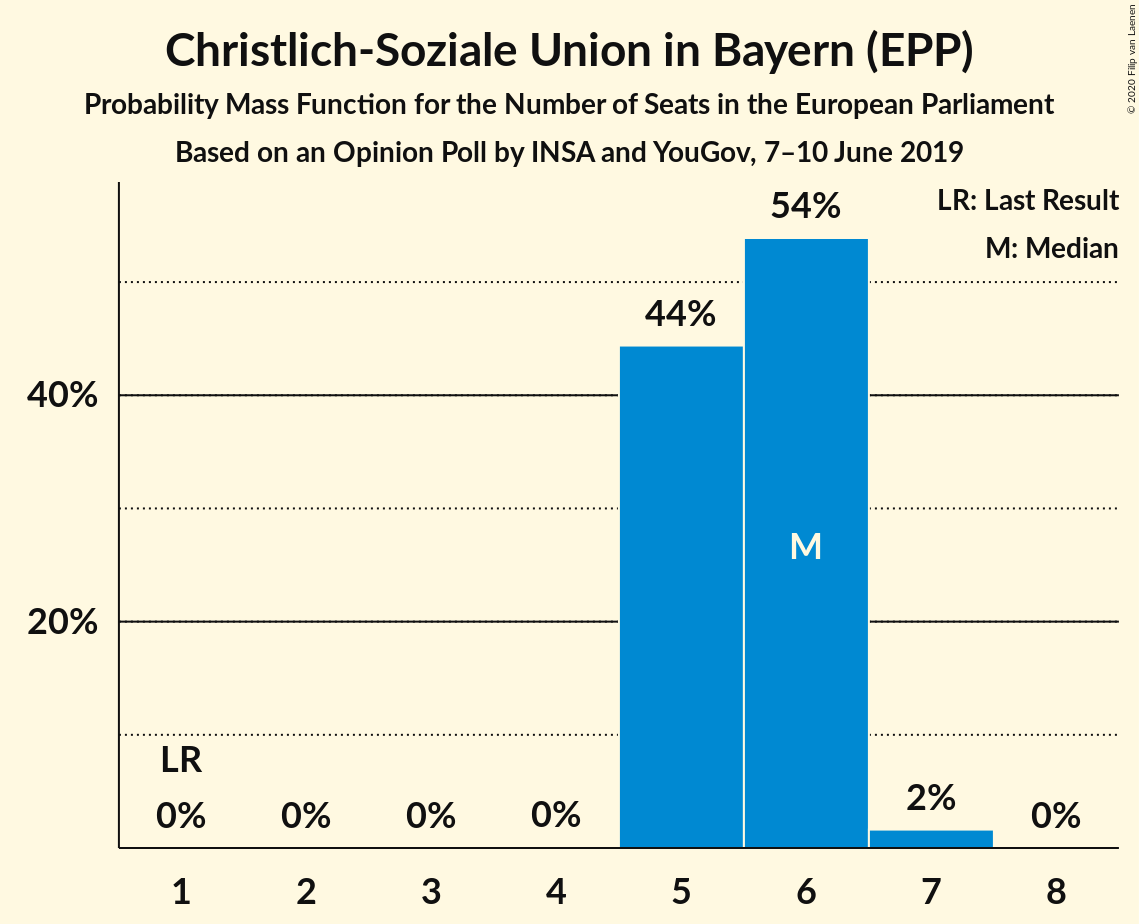 Christlich-Soziale Union in Bayern (EPP)
Probability Mass Function for the Number of Seats in the European Parliament
Based on an Opinion Poll by INSA and YouGov, 7–10 June 2019
© 2020 Filip van Laenen
LR: Last Result
M: Median
54%
44%
40%
M
20%
LR
0% 0% 0% 0% 2% 0%
1 2 3 4 5 6 7 8